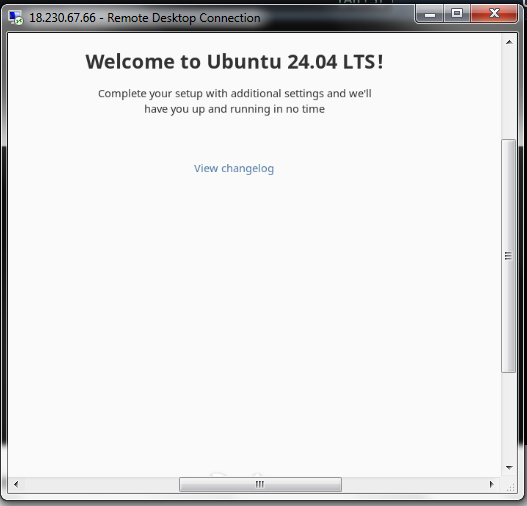 18.230.67.66 - Remote Desktop Connection
Welcome to Ubuntu 24.04 LTS!
Complete your setup with additional settings and we'll
have you up and running in no time
View changelog